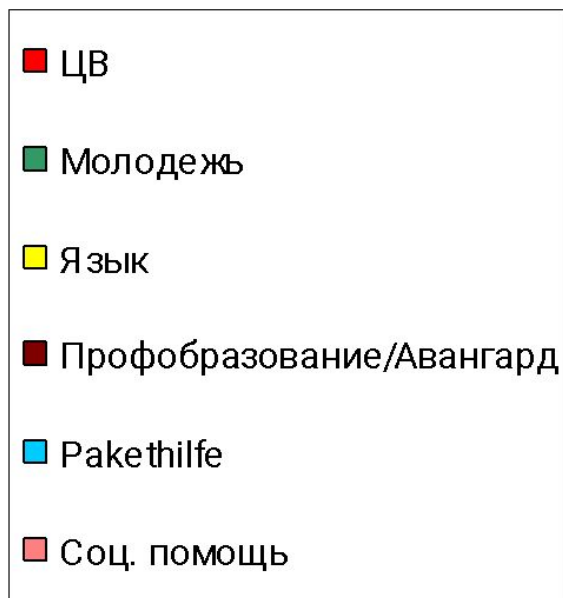 ЦВ
Молодежь
Язык
Профобразование/Авангард
Pakethilfe
Соц. помощь